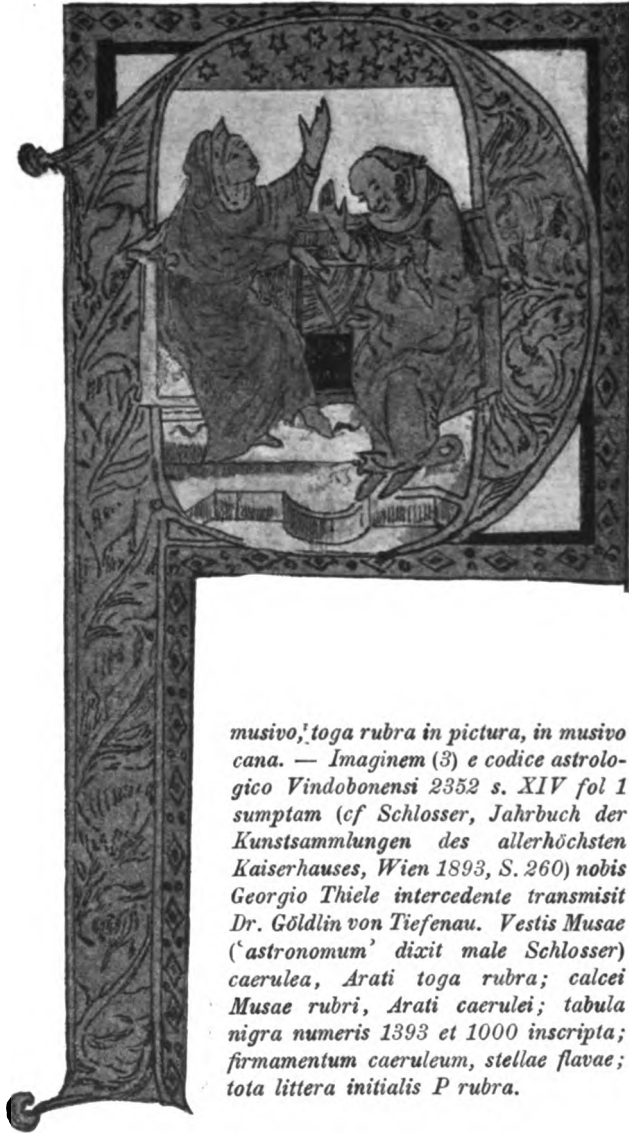 musivo, toga rubra in pictura, in musivo
cana. — Imaginem (3) e codice astrolo-
gico Vindobonensi 2352 s. XIV fol 1
sumptam (cf Schlosser, Jahrbuch der
Kunstsammlungen des allerhöchsten
Kaiserhauses, Wien 1893, S. 260) nobis
Georgio Thiele intercedente transmisit
Dr. Göldlin von Tiefenau. Vestis Musae
(‘astronomum’ dixit male Schlosser)
caerulea, Arati toga rubra; calcei
Musae rubri, Arati caerulei; tabula
nigra numeris 1393 et 1000 inscripta;
firmamentum caeruleum, stellae flavae;
tota littera initialis P rubra.